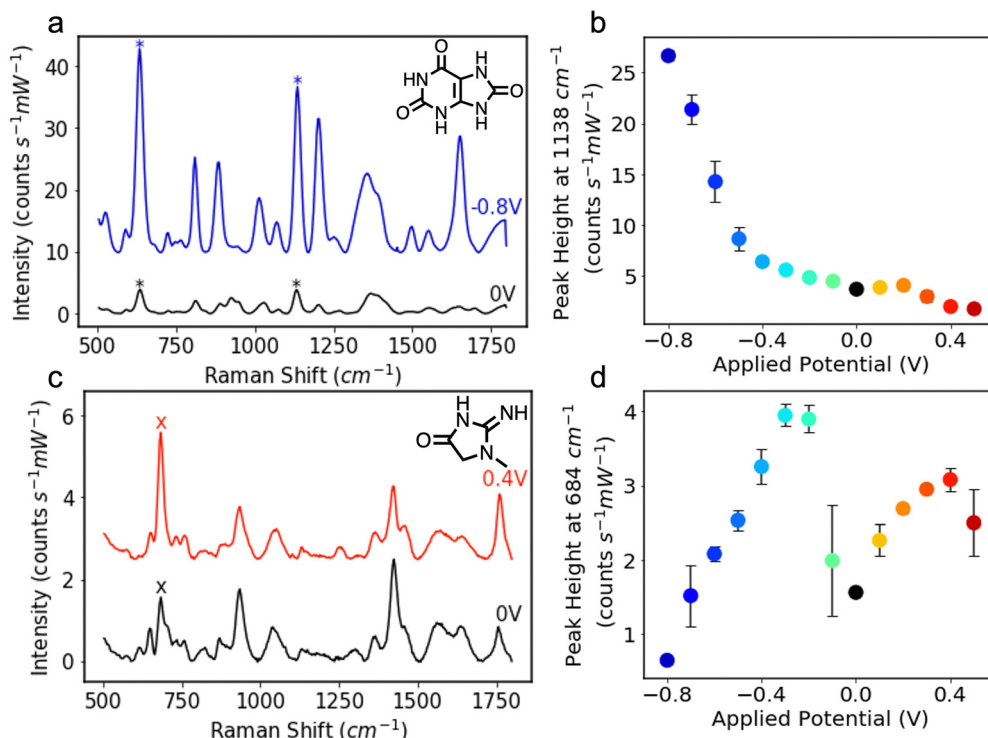 a
Intensity (counts s⁻¹mW⁻¹)
40
30
20
10
0
*
*
-0.8V
*
*
0V
O
HN
O
N
H
H
N
N
H
O
500 750 1000 1250 1500 1750
Raman Shift (cm⁻¹)
b
Peak Height at 1138 cm⁻¹
(counts s⁻¹mW⁻¹)
25
20
15
10
5
−0.8 −0.4 0.0 0.4
Applied Potential (V)
c
Intensity (counts s⁻¹mW⁻¹)
6
4
2
0
x
0.4V
x
0V
H
N
NH
O
N
500 750 1000 1250 1500 1750
Raman Shift (cm⁻¹)
d
Peak Height at 684 cm⁻¹
(counts s⁻¹mW⁻¹)
4
3
2
1
−0.8 −0.4 0.0 0.4
Applied Potential (V)